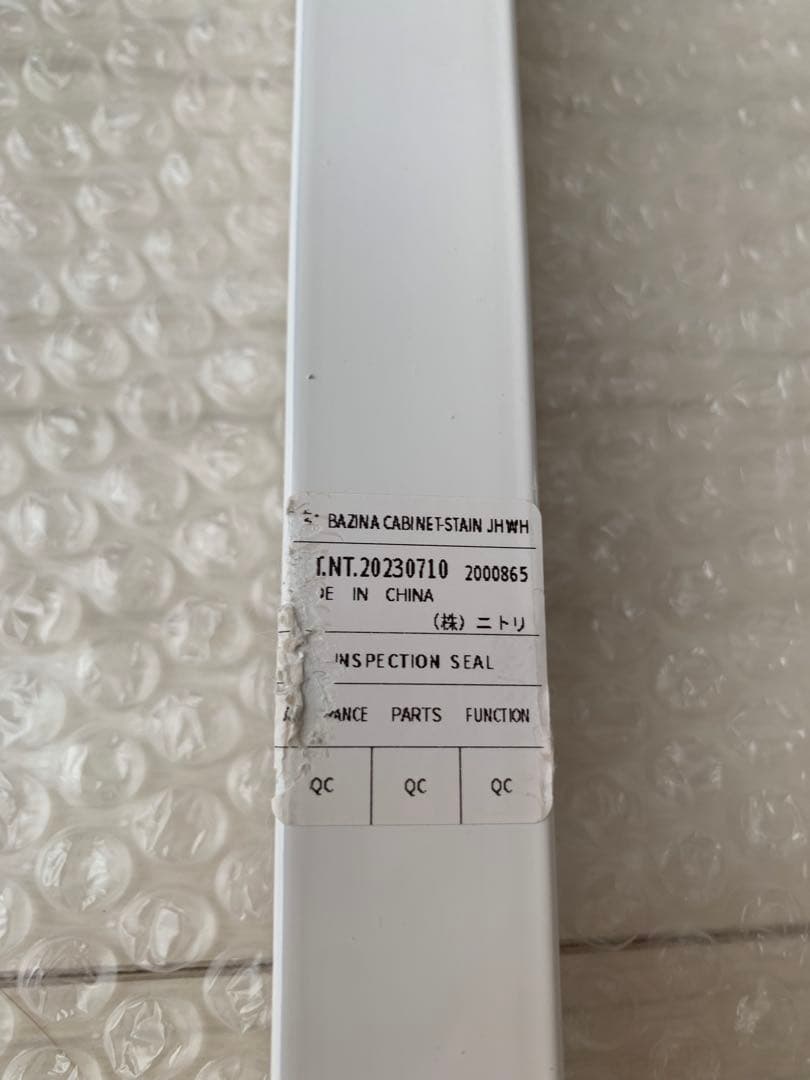 BAZINA CABINET-STAIN JHWH
.NT.20230710 2000865
IN CHINA
(株)ニトリ
INSPECTION SEAL
PARTS FUNCTION
QC QC QC